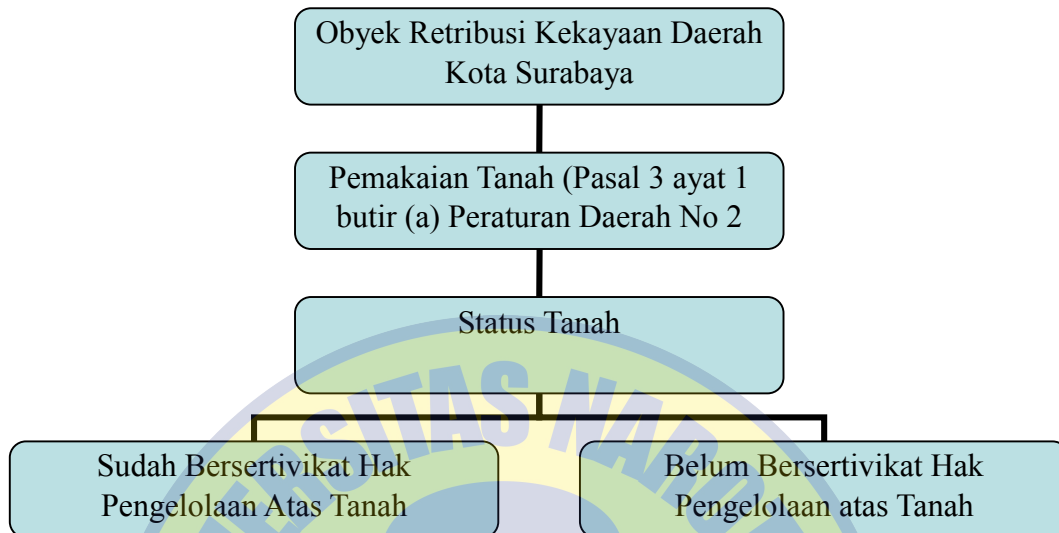 Obyek Retribusi Kekayaan Daerah
Kota Surabaya
Pemakaian Tanah (Pasal 3 ayat 1
butir (a) Peraturan Daerah No 2
Status Tanah
Sudah Bersertivikat Hak
Pengelolaan Atas Tanah
Belum Bersertivikat Hak
Pengelolaan atas Tanah